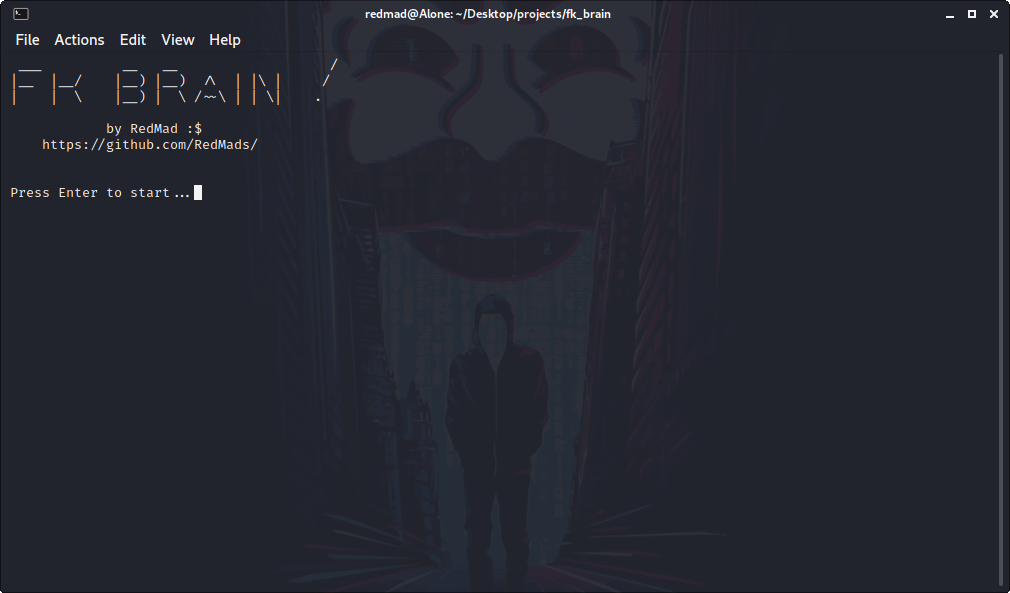 redmad@Alone: ~/Desktop/projects/fk_brain
File Actions Edit View Help
FK BRAIN !
by RedMad :$
https://github.com/RedMads/
Press Enter to start...